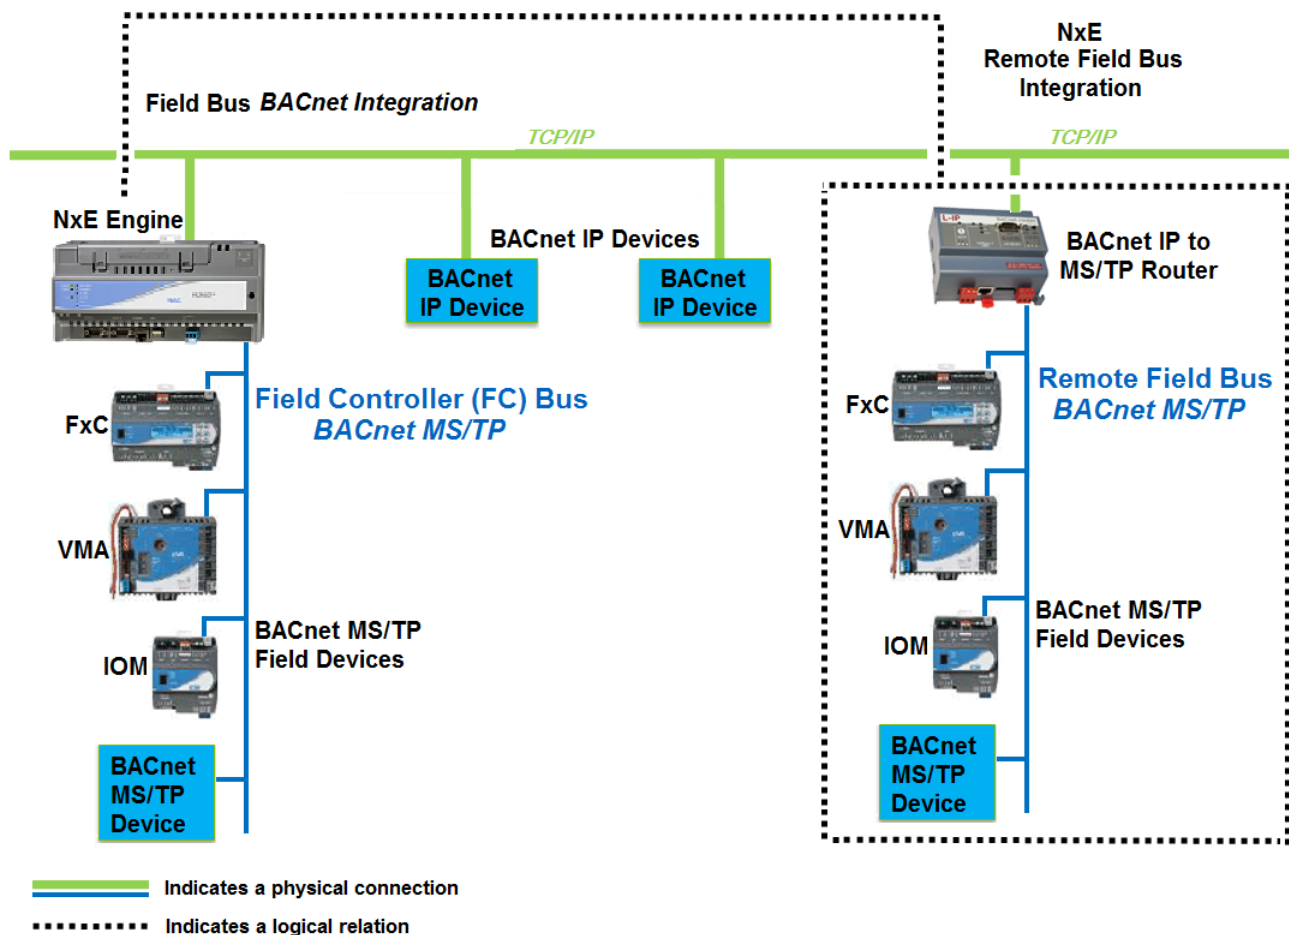 NxE
Remote Field Bus
Integration
Field Bus BACnet Integration
TCP/IP
TCP/IP
NxE Engine
BACnet IP Devices
BACnet
IP Device
BACnet
IP Device
L-IP
BACnet IP to
MS/TP Router
Field Controller (FC) Bus
BACnet MS/TP
FxC
VMA
IOM
BACnet MS/TP
Field Devices
BACnet
MS/TP
Device
Remote Field Bus
BACnet MS/TP
FxC
VMA
IOM
BACnet MS/TP
Field Devices
BACnet
MS/TP
Device
Indicates a physical connection
Indicates a logical relation